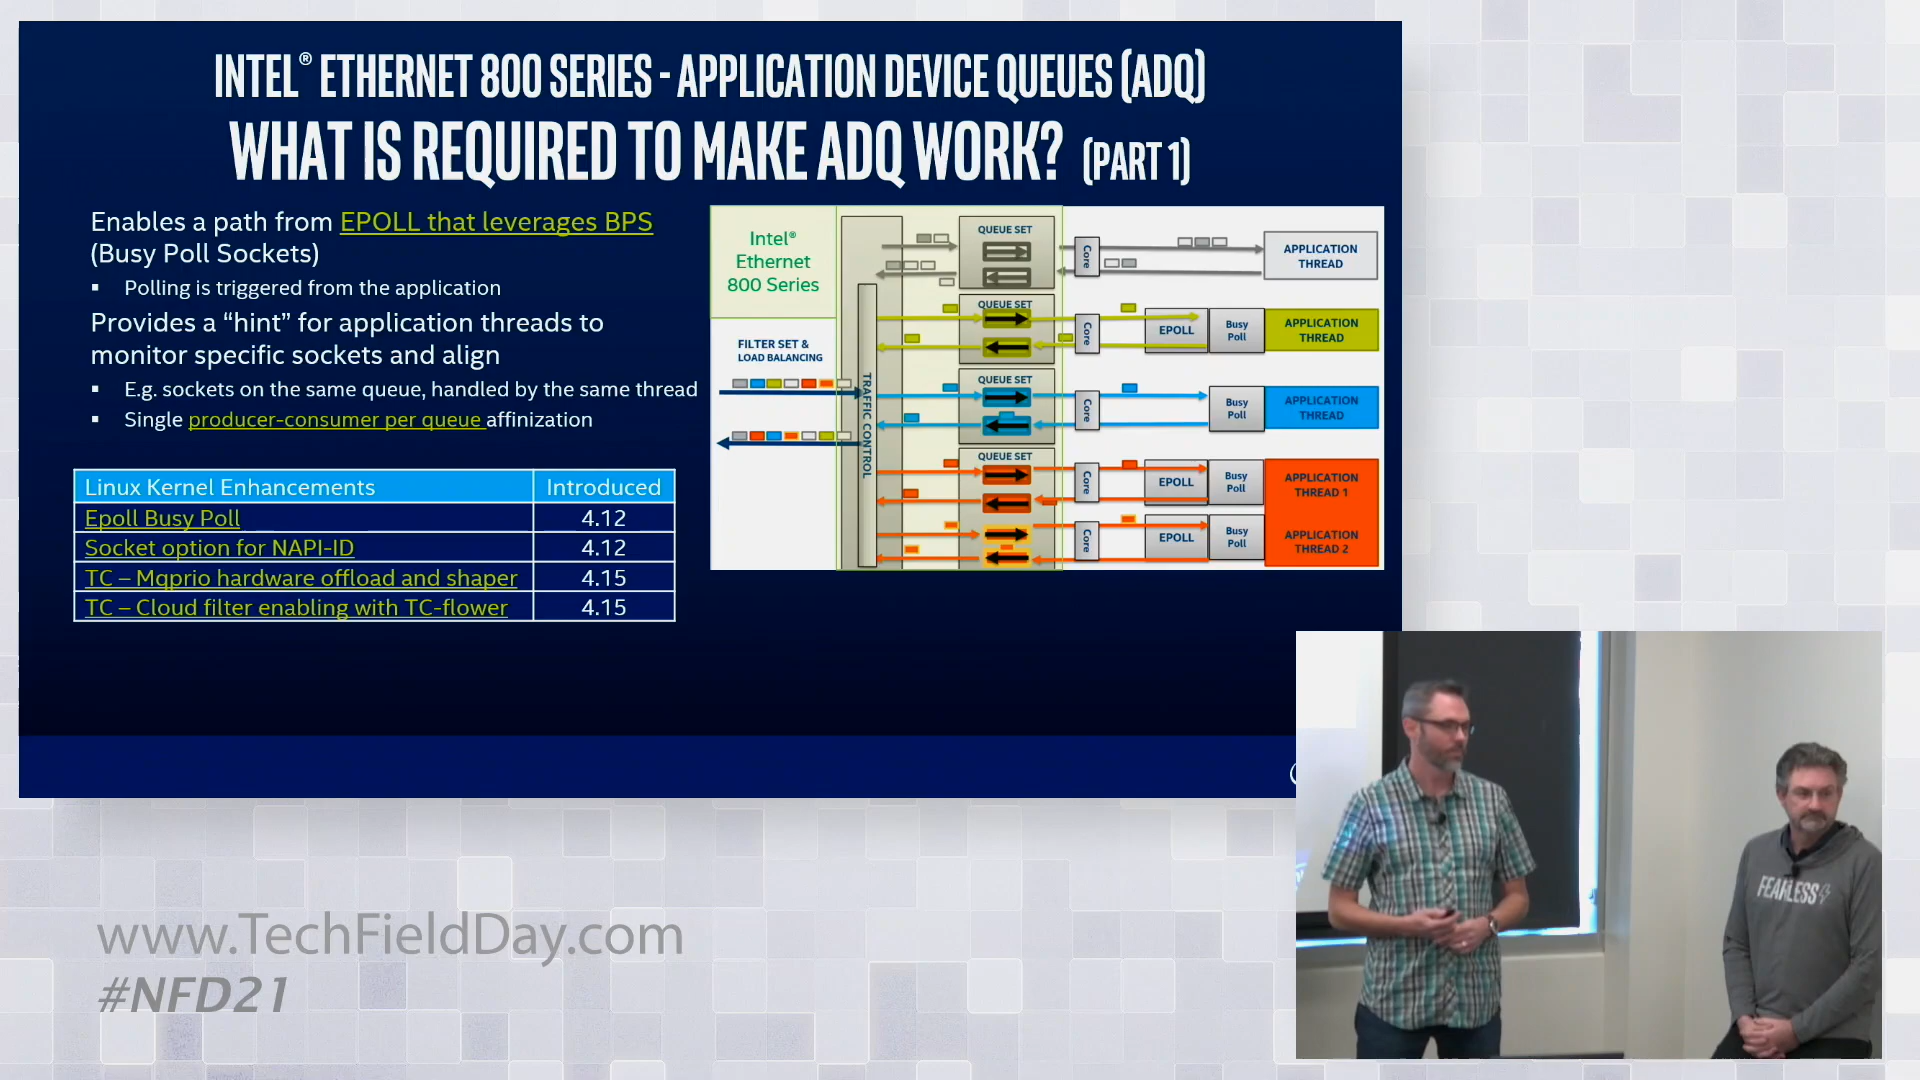 INTEL® ETHERNET 800 SERIES - APPLICATION DEVICE QUEUES (ADQ)
WHAT IS REQUIRED TO MAKE ADQ WORK? (PART 1)
Enables a path from EPOLL that leverages BPS
(Busy Poll Sockets)
▪ Polling is triggered from the application
Provides a “hint” for application threads to
monitor specific sockets and align
▪ E.g. sockets on the same queue, handled by the same thread
▪ Single producer-consumer per queue affinization
Linux Kernel Enhancements Introduced
Epoll Busy Poll 4.12
Socket option for NAPI-ID 4.12
TC – Mqprio hardware offload and shaper 4.15
TC – Cloud filter enabling with TC-flower 4.15
Intel®
Ethernet
800 Series
FILTER SET &
LOAD BALANCING
TRAFFIC CONTROL
QUEUE SET
Core
APPLICATION
THREAD
QUEUE SET
Core
EPOLL
Busy
Poll
APPLICATION
THREAD
QUEUE SET
Core
Busy
Poll
APPLICATION
THREAD
QUEUE SET
Core
EPOLL
Busy
Poll
APPLICATION
THREAD 1
Core
EPOLL
Busy
Poll
APPLICATION
THREAD 2
FEARLESS
www.TechFieldDay.com
#NFD21